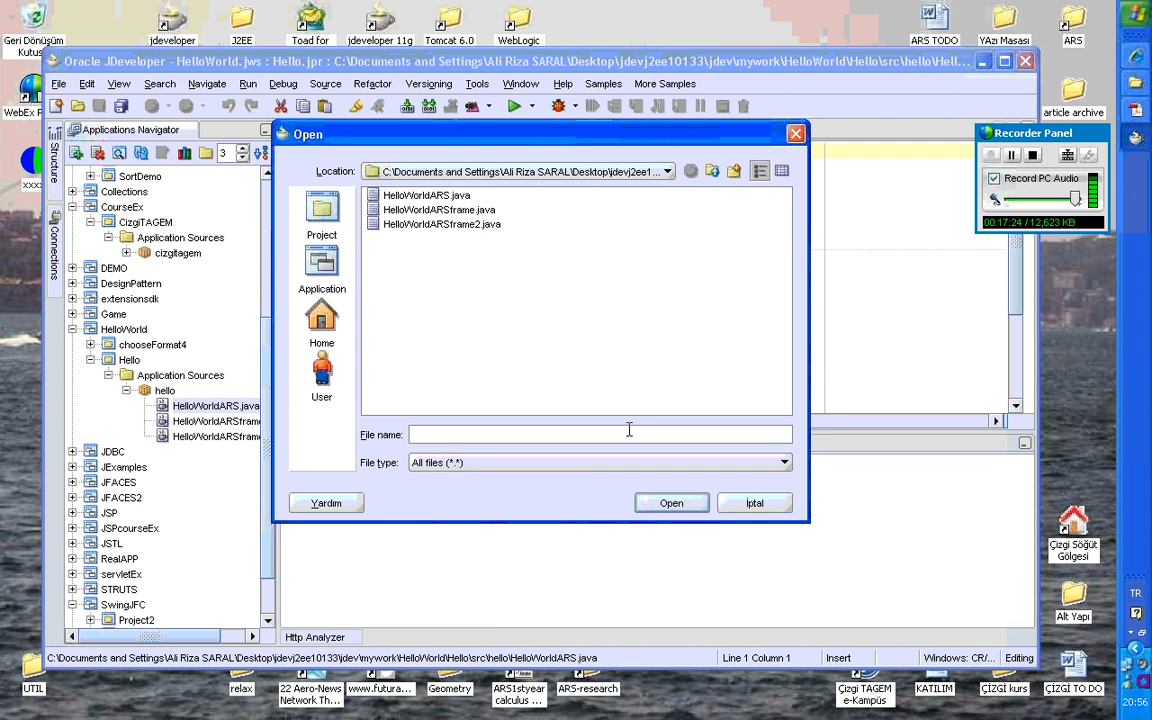 Geri Dönüşüm
Kutus
jdeveloper
J2EE
Toad for
jdeveloper 11g
Tomcat 6.0
WebLogic
ARS TODO
YAzı Masası
ARS
Oracle JDeveloper - HelloWorld.jws : Hello.jpr : C:\Documents and Settings\Ali Riza SARAL\Desktop\jdevj2ee10133\jdev\mywork\HelloWorld\Hello\src\hello\Hell...
File Edit View Search Navigate Run Debug Source Refactor Versioning Tools Window Help Samples More Samples
WebEx P
article archive
Applications Navigator
Structure
Connections
3
SortDemo
Collections
CourseEx
CizgiTAGEM
Application Sources
cizgitagem
DEMO
DesignPattern
extensionsdk
Game
HelloWorld
chooseFormat4
Hello
Application Sources
hello
HelloWorldARS.java
HelloWorldARSfram
HelloWorldARSfram
JDBC
JExamples
JFACES
JFACES2
JSP
JSPcourseEx
JSTL
RealAPP
servletEx
STRUTS
SwingJFC
Project2
xxxx
Open
Location: C:\Documents and Settings\Ali Riza SARAL\Desktop\jdevj2ee1 ...
HelloWorldARS.java
HelloWorldARSframe.java
HelloWorldARSframe2.java
Project
Application
Home
User
File name:
File type: All files (*.*)
Yardım Open İptal
Recorder Panel
Record PC Audio
00:17:24 / 12,623 KB
Http Analyzer
C:\Documents and Settings\Ali Riza SARAL\Desktop\jdevj2ee10133\jdev\mywork\HelloWorld\Hello\src\hello\HelloWorldARS.java Line 1 Column 1 Insert Windows: CR/... Editing
Çizgi Söğüt
Gölgesi
Alt Yapı
UTIL
relax
22 Aero-News
Network Th...
www.futura...
Geometry
ARS1styear
calculus ...
ARS-research
Çizgi TAGEM
e-Kampüs
KATILIM
ÇİZGİ kurs
ÇİZGİ TO DO
TR
20:56